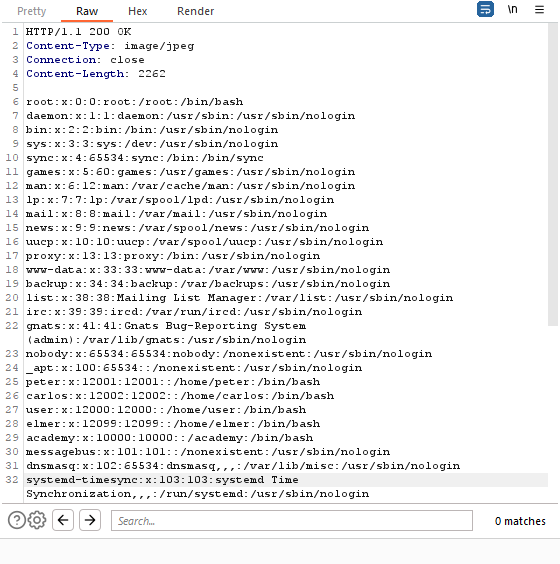 Pretty Raw Hex Render \n
1 HTTP/1.1 200 OK
2 Content-Type: image/jpeg
3 Connection: close
4 Content-Length: 2262
5
6 root:x:0:0:root:/root:/bin/bash
7 daemon:x:1:1:daemon:/usr/sbin:/usr/sbin/nologin
8 bin:x:2:2:bin:/bin:/usr/sbin/nologin
9 sys:x:3:3:sys:/dev:/usr/sbin/nologin
10 sync:x:4:65534:sync:/bin:/bin/sync
11 games:x:5:60:games:/usr/games:/usr/sbin/nologin
12 man:x:6:12:man:/var/cache/man:/usr/sbin/nologin
13 lp:x:7:7:lp:/var/spool/lpd:/usr/sbin/nologin
14 mail:x:8:8:mail:/var/mail:/usr/sbin/nologin
15 news:x:9:9:news:/var/spool/news:/usr/sbin/nologin
16 uucp:x:10:10:uucp:/var/spool/uucp:/usr/sbin/nologin
17 proxy:x:13:13:proxy:/bin:/usr/sbin/nologin
18 www-data:x:33:33:www-data:/var/www:/usr/sbin/nologin
19 backup:x:34:34:backup:/var/backups:/usr/sbin/nologin
20 list:x:38:38:Mailing List Manager:/var/list:/usr/sbin/nologin
21 irc:x:39:39:ircd:/var/run/ircd:/usr/sbin/nologin
22 gnats:x:41:41:Gnats Bug-Reporting System
(admin):/var/lib/gnats:/usr/sbin/nologin
23 nobody:x:65534:65534:nobody:/nonexistent:/usr/sbin/nologin
24 _apt:x:100:65534::/nonexistent:/usr/sbin/nologin
25 peter:x:12001:12001::/home/peter:/bin/bash
26 carlos:x:12002:12002::/home/carlos:/bin/bash
27 user:x:12000:12000::/home/user:/bin/bash
28 elmer:x:12099:12099::/home/elmer:/bin/bash
29 academy:x:10000:10000::/academy:/bin/bash
30 messagebus:x:101:101::/nonexistent:/usr/sbin/nologin
31 dnsmasq:x:102:65534:dnsmasq,,,:/var/lib/misc:/usr/sbin/nologin
32 systemd-timesync:x:103:103:systemd Time
Synchronization,,,:/run/systemd:/usr/sbin/nologin
Search... 0 matches